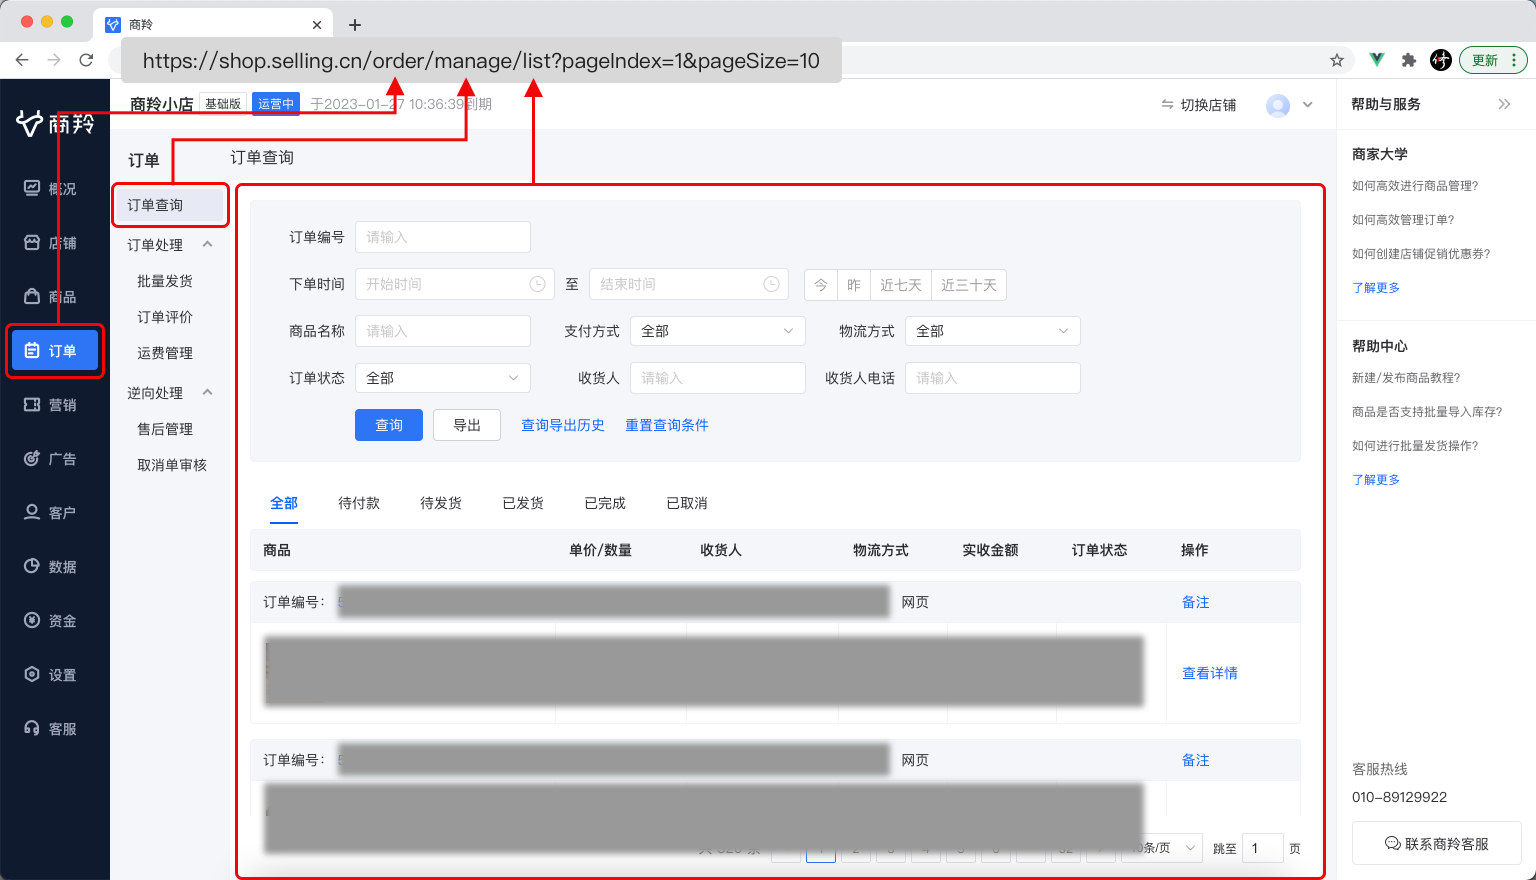 商羚
https://shop.selling.cn/order/manage/list?pageIndex=1&pageSize=10
更新
商羚
商羚小店 基础版 运营中 于2023-01-27 10:36:39到期
切换店铺
概况
店铺
商品
订单
营销
广告
客户
数据
资金
设置
客服
订单
订单查询
订单处理
批量发货
订单评价
运费管理
逆向处理
售后管理
取消单审核
订单查询
订单编号 请输入
下单时间 开始时间 至 结束时间 今 昨 近七天 近三十天
商品名称 请输入 支付方式 全部 物流方式 全部
订单状态 全部 收货人 请输入 收货人电话 请输入
查询 导出 查询导出历史 重置查询条件
全部 待付款 待发货 已发货 已完成 已取消
商品 单价/数量 收货人 物流方式 实收金额 订单状态 操作
订单编号： 网页 备注
查看详情
订单编号： 网页 备注
条/页 跳至 1 页
帮助与服务
商家大学
如何高效进行商品管理?
如何高效管理订单?
如何创建店铺促销优惠券?
了解更多
帮助中心
新建/发布商品教程?
商品是否支持批量导入库存?
如何进行批量发货操作?
了解更多
客服热线
010-89129922
联系商羚客服